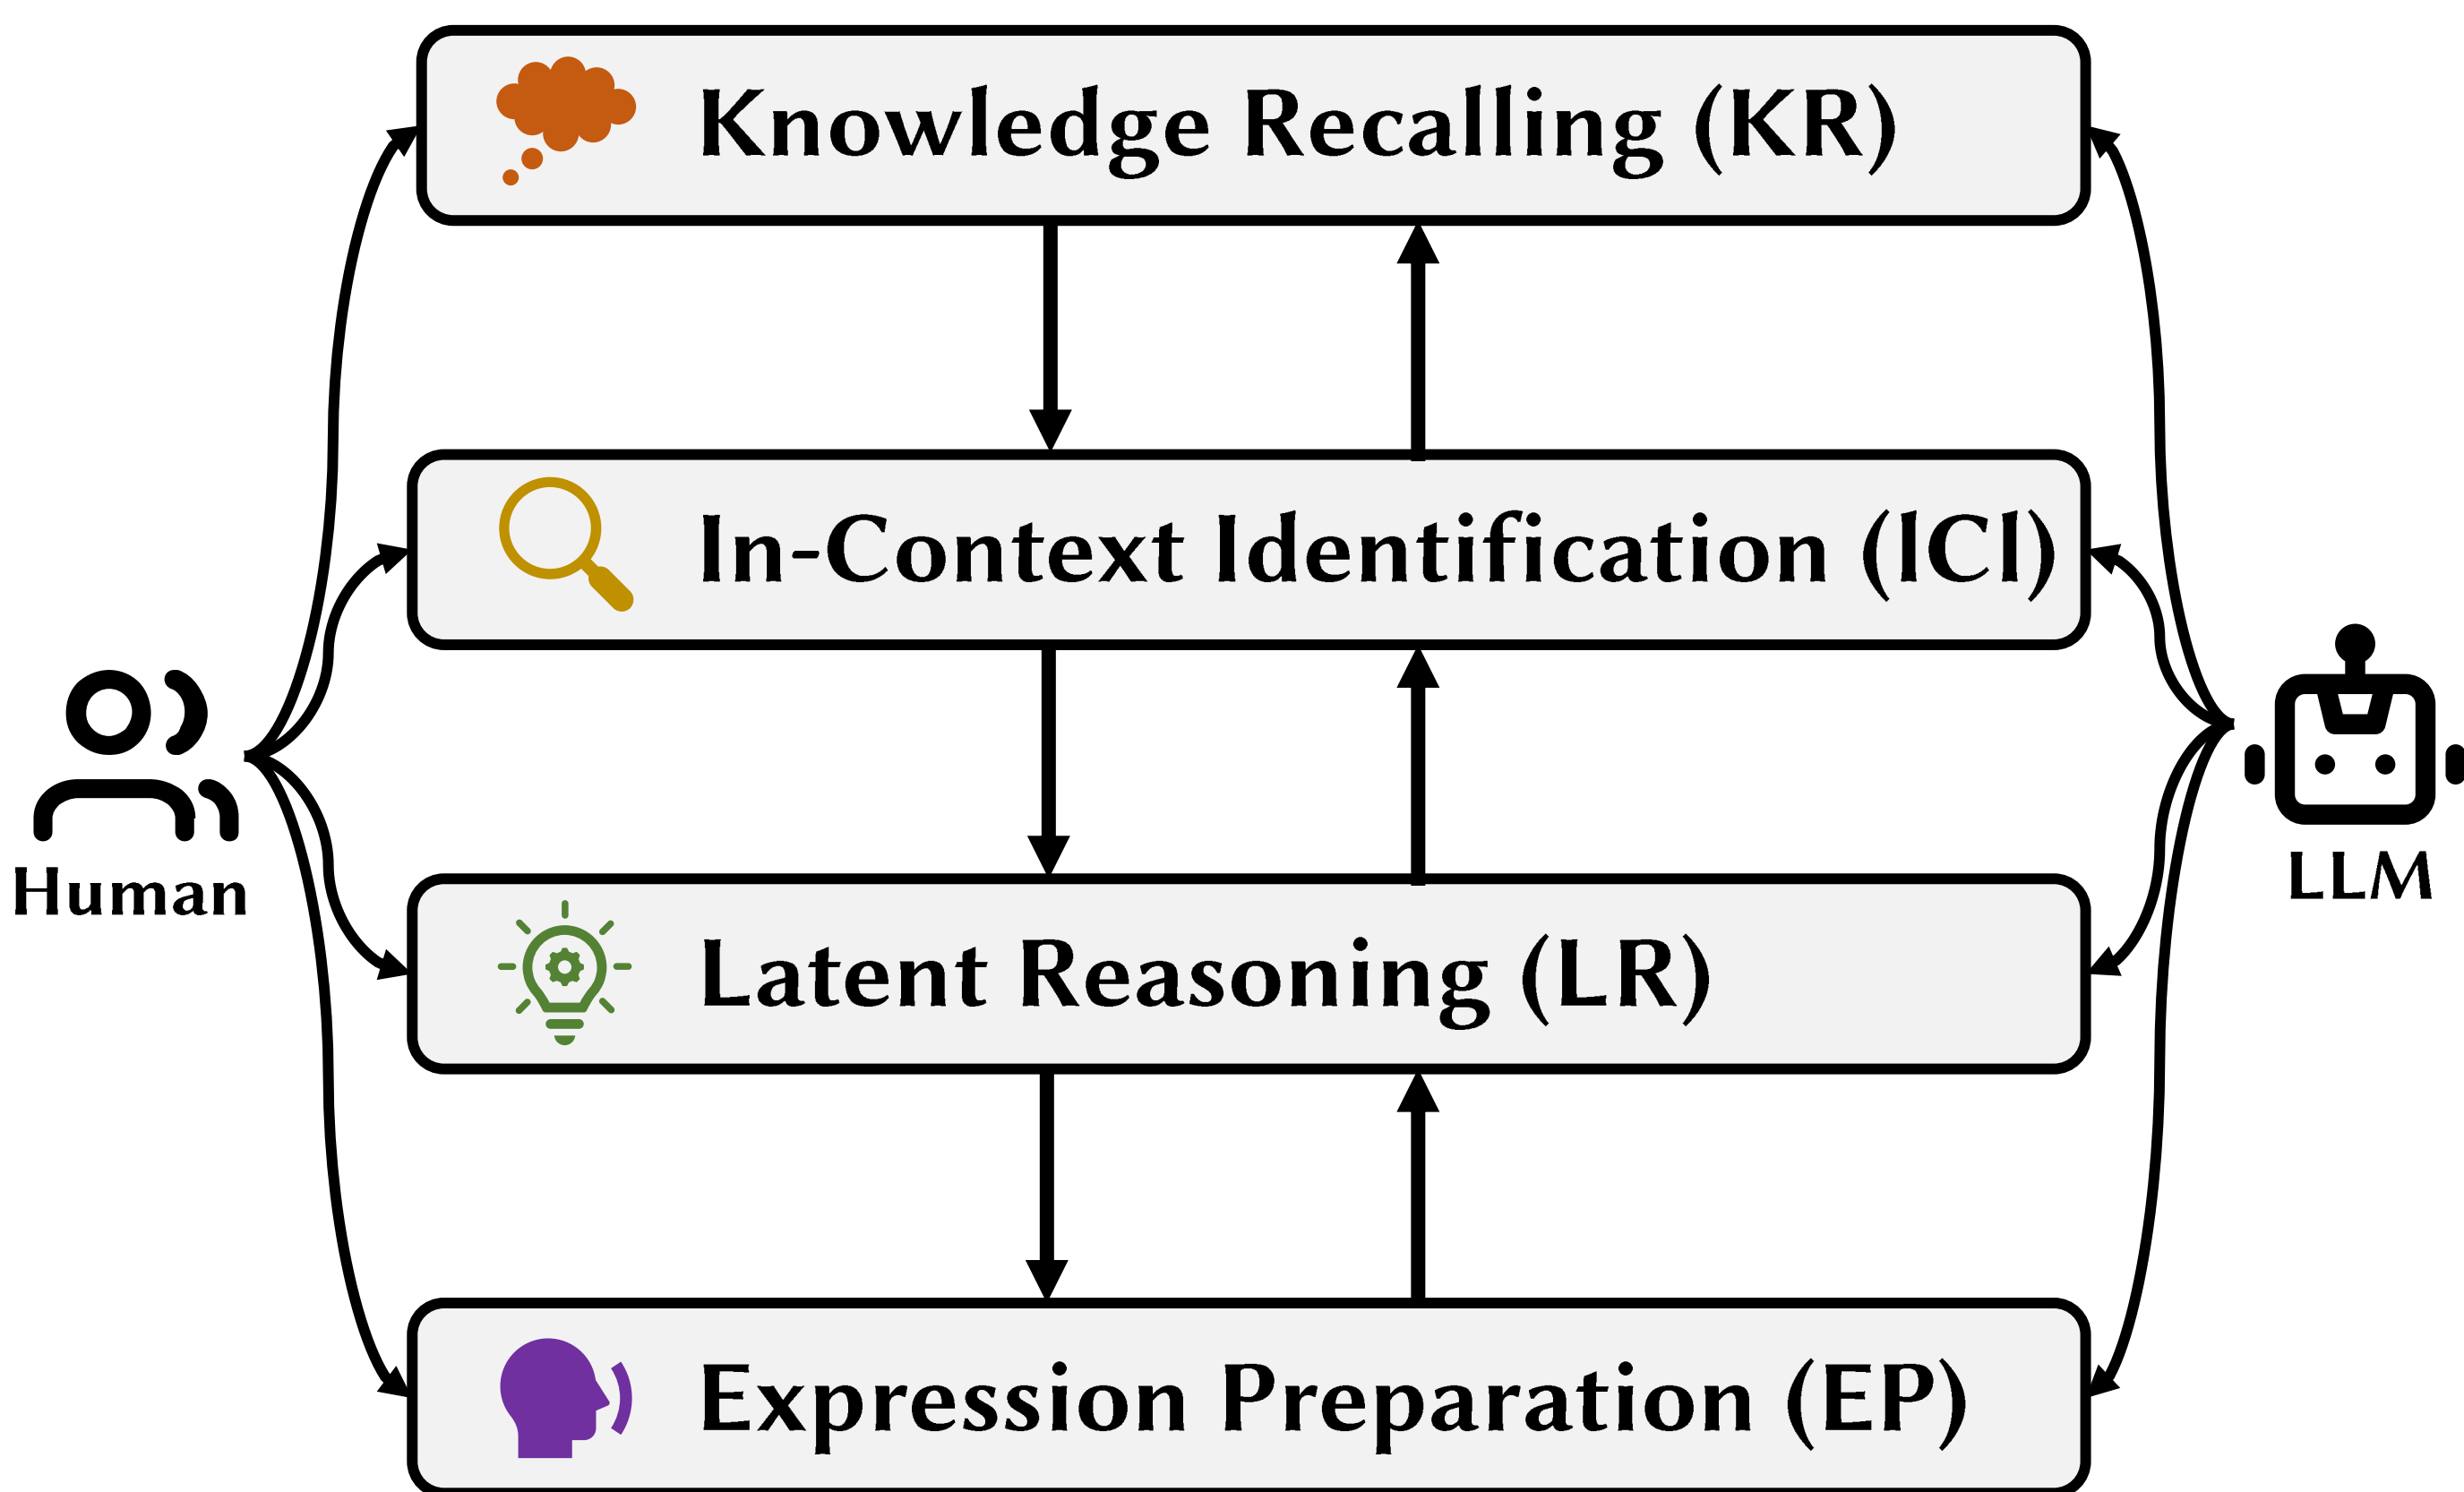 Knowledge Recalling (KR)
In-Context Identification (ICI)
Human
LLM
Latent Reasoning (LR)
Expression Preparation (EP)